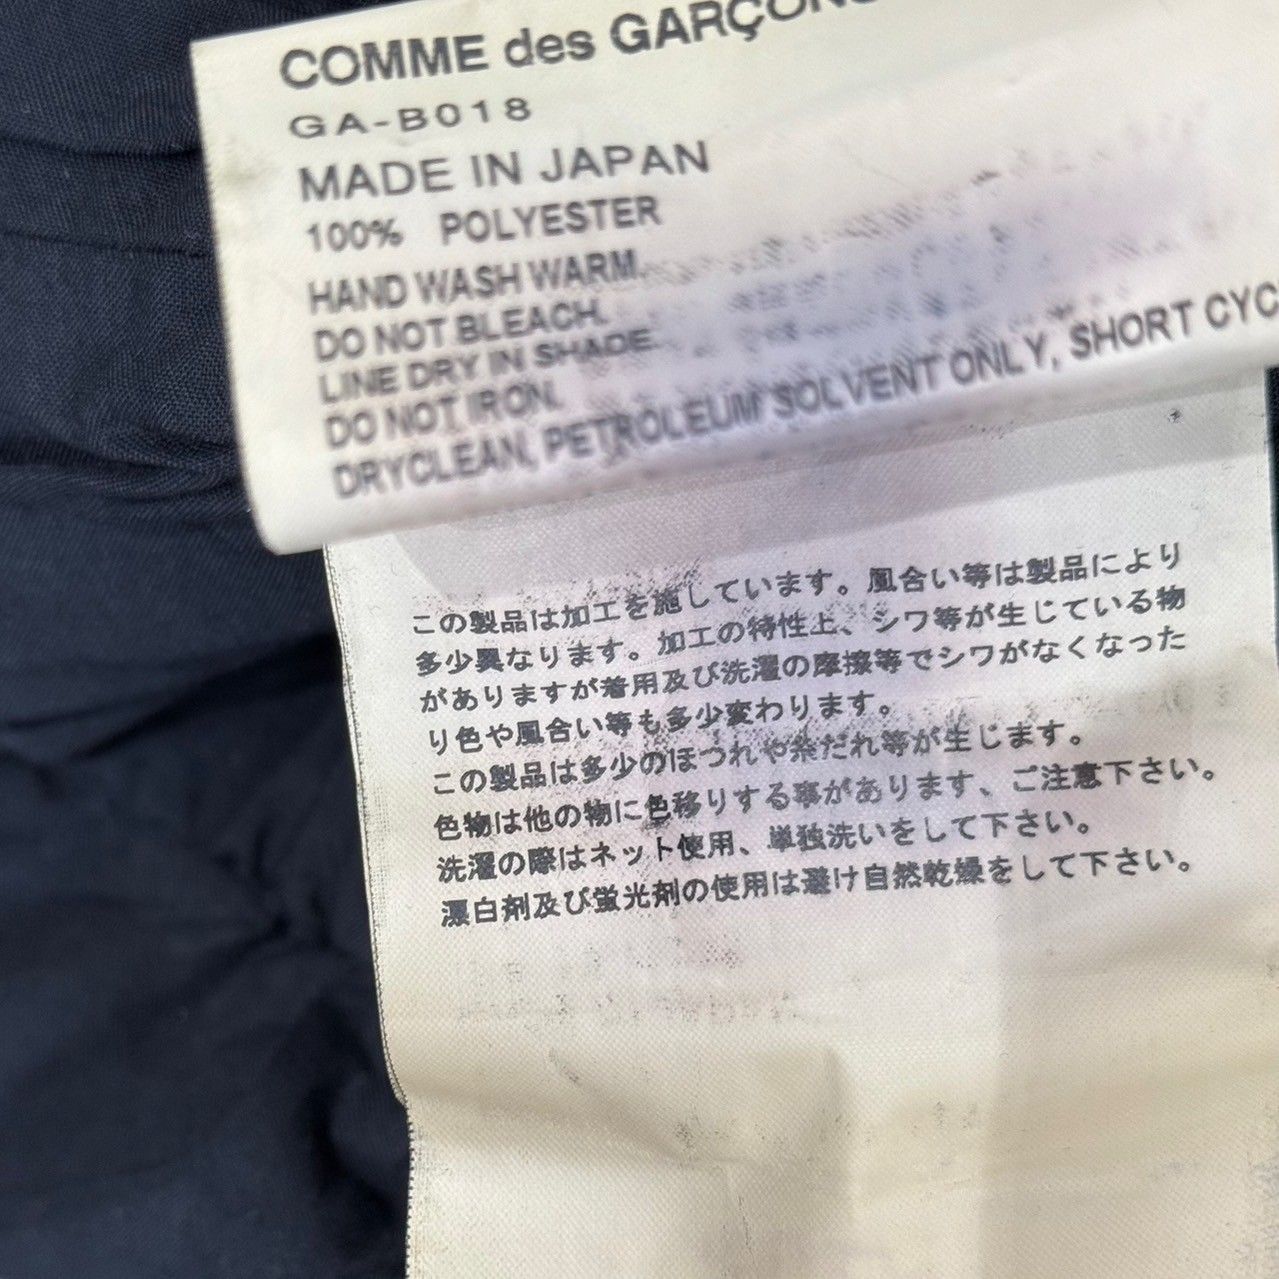 COMME des GARÇONS
GA-B018
MADE IN JAPAN
100% POLYESTER
HAND WASH WARM.
DO NOT BLEACH.
LINE DRY IN SHADE.
DO NOT IRON.
DRYCLEAN, PETROLEUM SOLVENT ONLY, SHORT CYC
この製品は加工を施しています。風合い等は製品により
多少異なります。加工の特性上、シワ等が生じている物
がありますが着用及び洗濯の摩擦等でシワがなくなった
り色や風合い等も多少変わります。
この製品は多少のほつれや糸だれ等が生じます。
色物は他の物に色移りする事があります、ご注意下さい。
洗濯の際はネット使用、単独洗いをして下さい。
漂白剤及び蛍光剤の使用は避け自然乾燥をして下さい。